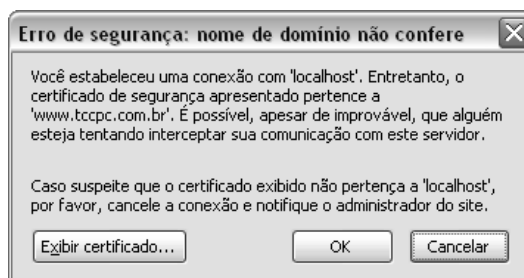 Erro de segurança: nome de domínio não confere
Você estabeleceu uma conexão com 'localhost'. Entretanto, o
certificado de segurança apresentado pertence a
'www.tccpc.com.br'. É possível, apesar de improvável, que alguém
esteja tentando interceptar sua comunicação com este servidor.
Caso suspeite que o certificado exibido não pertença a 'localhost',
por favor, cancele a conexão e notifique o administrador do site.
Exibir certificado... OK Cancelar